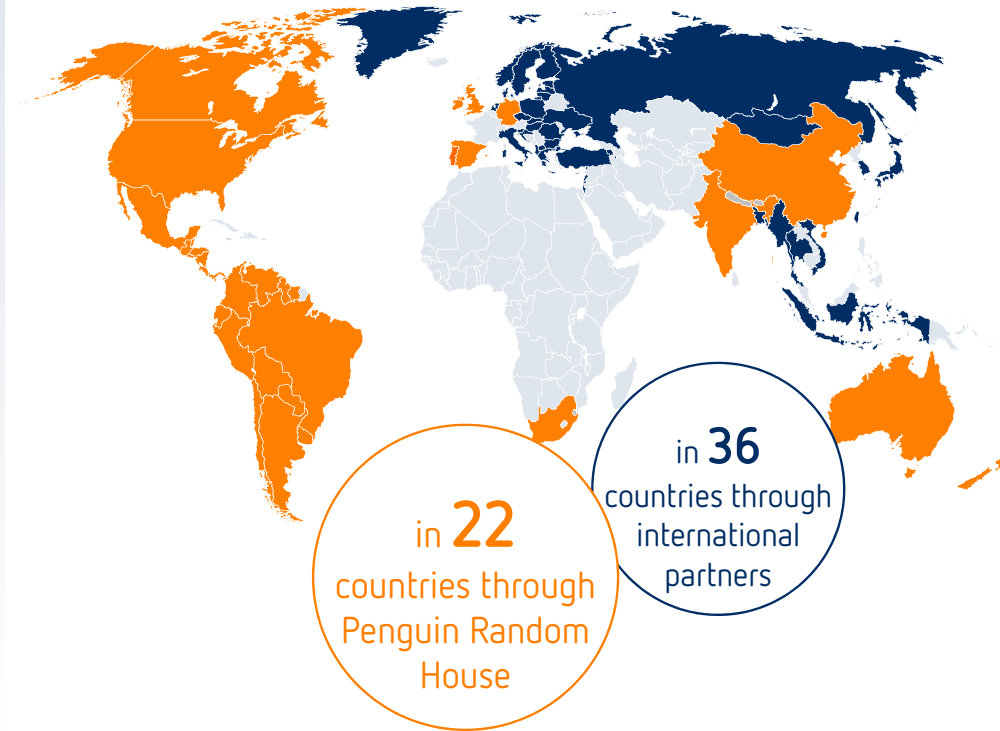 in 36
countries through
international
partners
in 22
countries through
Penguin Random
House